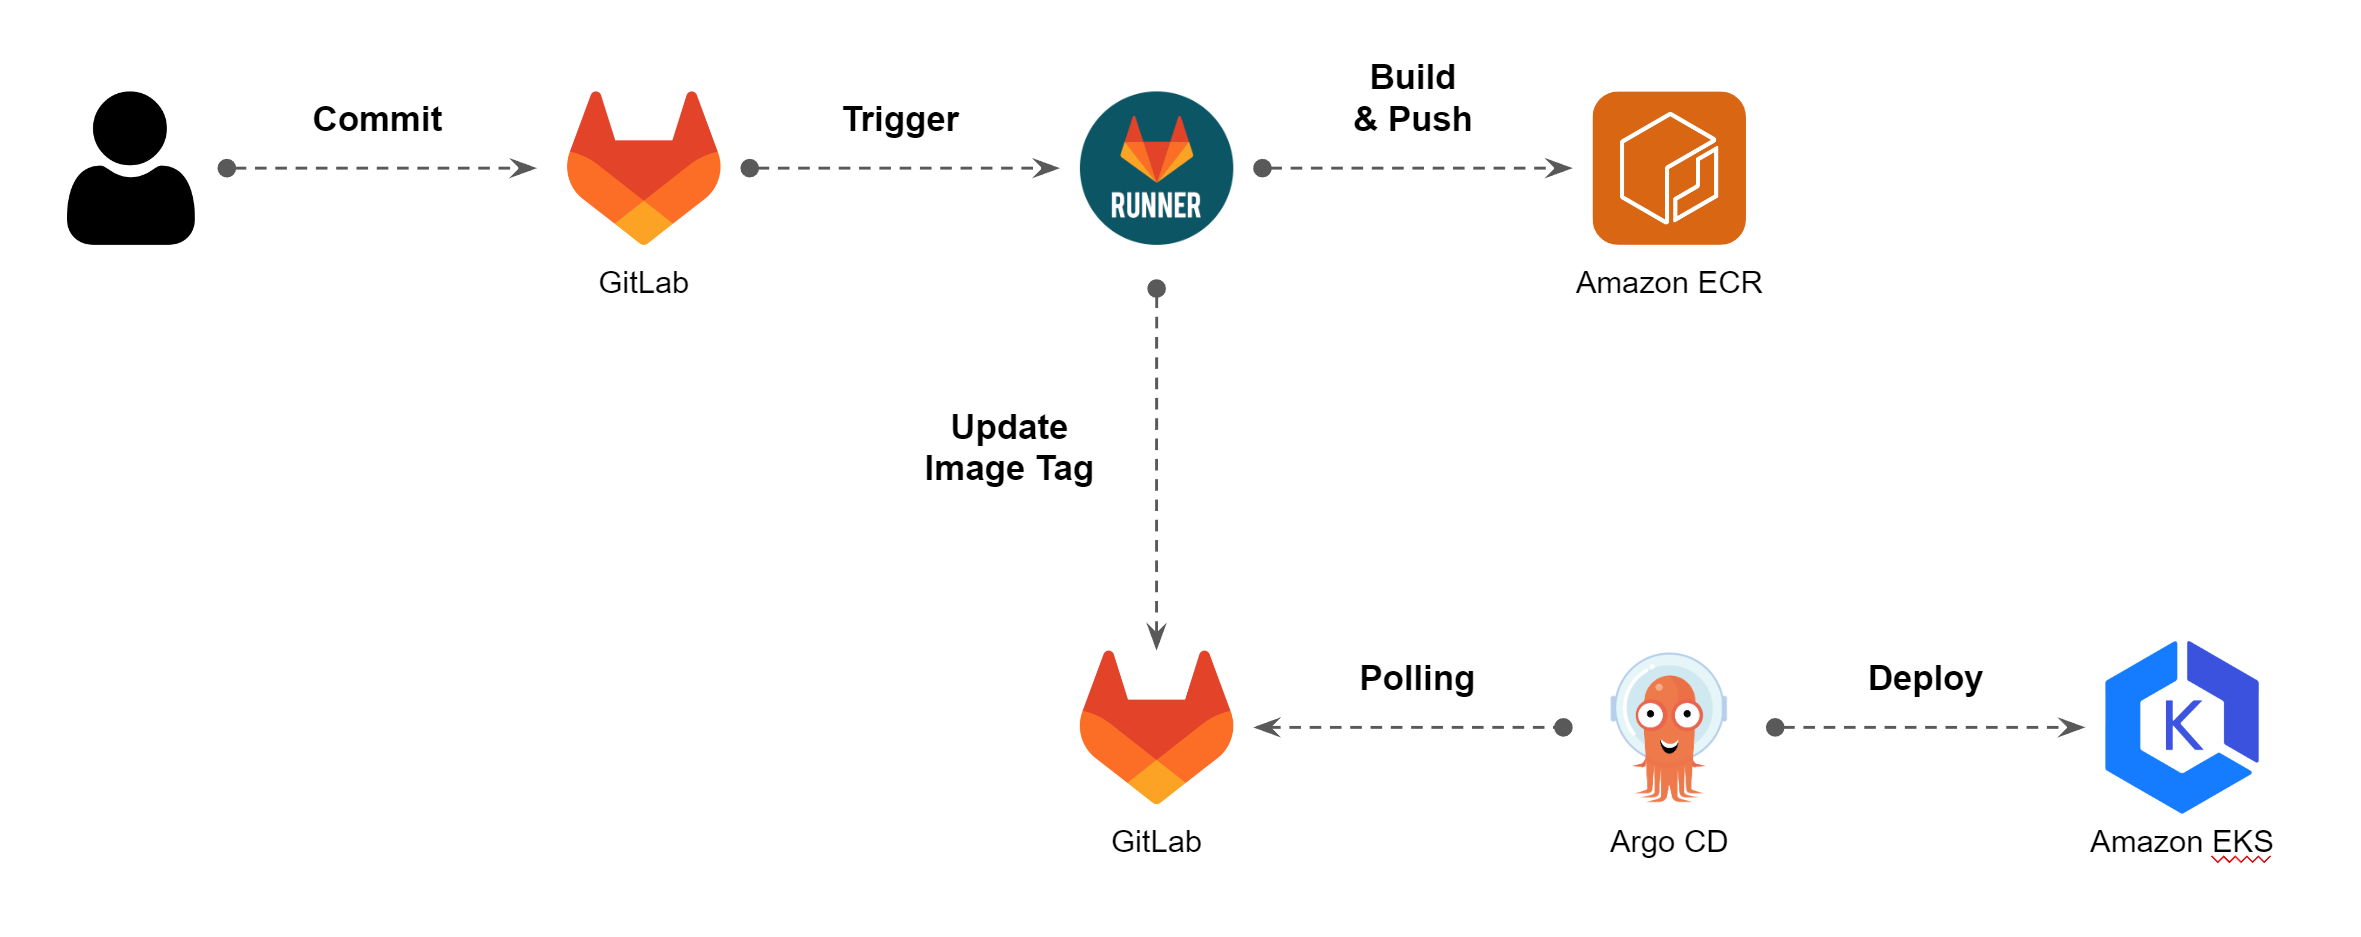 Commit
Trigger
Build
& Push
RUNNER
GitLab
Amazon ECR
Update
Image Tag
Polling
Deploy
K
GitLab
Argo CD
Amazon EKS